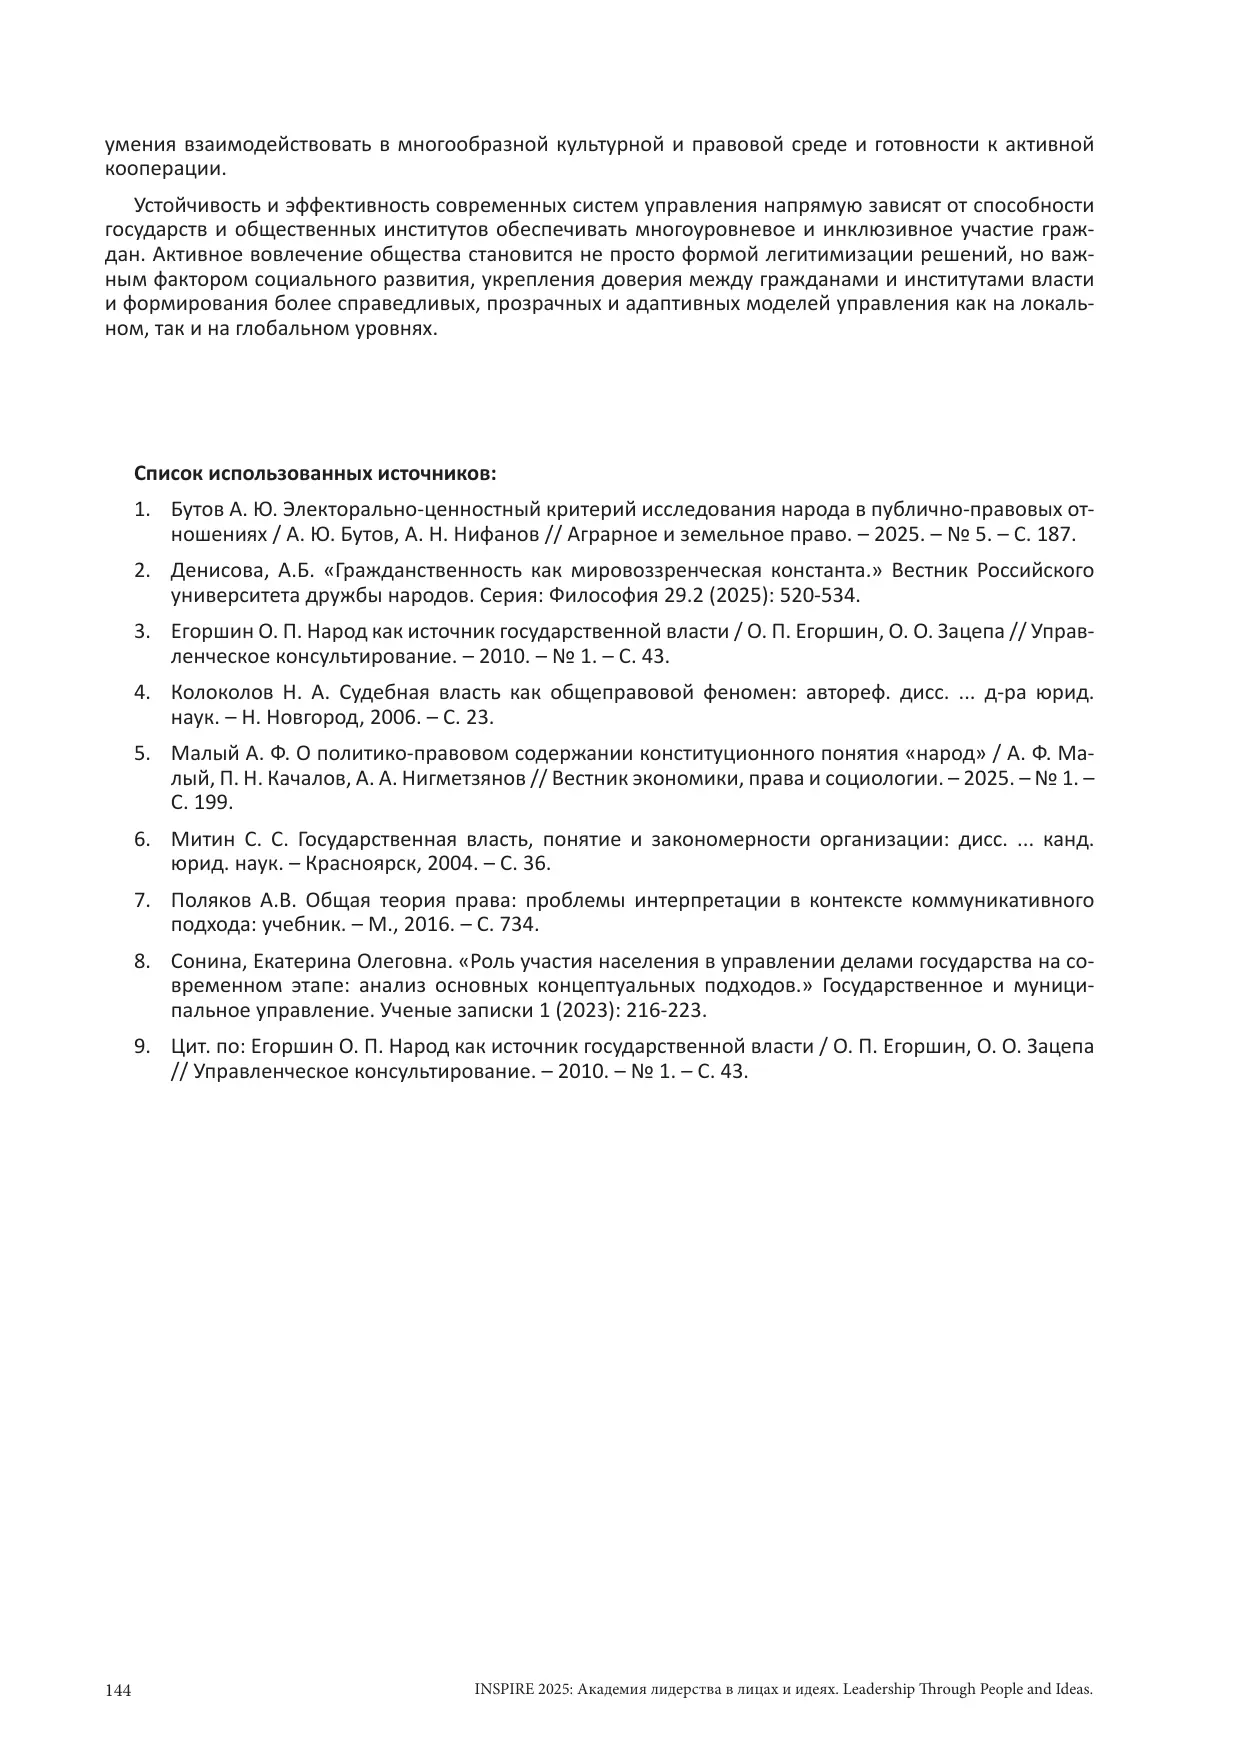 умения взаимодействовать в многообразной культурной и правовой среде и готовности к активной
кооперации.
Устойчивость и эффективность современных систем управления напрямую зависят от способности
государств и общественных институтов обеспечивать многоуровневое и инклюзивное участие граж-
дан. Активное вовлечение общества становится не просто формой легитимизации решений, но важ-
ным фактором социального развития, укрепления доверия между гражданами и институтами власти
и формирования более справедливых, прозрачных и адаптивных моделей управления как на локаль-
ном, так и на глобальном уровнях.
Список использованных источников:
1. Бутов А. Ю. Электорально-ценностный критерий исследования народа в публично-правовых от-
ношениях / А. Ю. Бутов, А. Н. Нифанов // Аграрное и земельное право. – 2025. – № 5. – С. 187.
2. Денисова, А.Б. «Гражданственность как мировоззренческая константа.» Вестник Российского
университета дружбы народов. Серия: Философия 29.2 (2025): 520-534.
3. Егоршин О. П. Народ как источник государственной власти / О. П. Егоршин, О. О. Зацепа // Управ-
ленческое консультирование. – 2010. – № 1. – С. 43.
4. Колоколов Н. А. Судебная власть как общеправовой феномен: автореф. дисс. ... д-ра юрид.
наук. – Н. Новгород, 2006. – С. 23.
5. Малый А. Ф. О политико-правовом содержании конституционного понятия «народ» / А. Ф. Ма-
лый, П. Н. Качалов, А. А. Нигметзянов // Вестник экономики, права и социологии. – 2025. – № 1. –
С. 199.
6. Митин С. С. Государственная власть, понятие и закономерности организации: дисс. ... канд.
юрид. наук. – Красноярск, 2004. – С. 36.
7. Поляков А.В. Общая теория права: проблемы интерпретации в контексте коммуникативного
подхода: учебник. – М., 2016. – С. 734.
8. Сонина, Екатерина Олеговна. «Роль участия населения в управлении делами государства на со-
временном этапе: анализ основных концептуальных подходов.» Государственное и муници-
пальное управление. Ученые записки 1 (2023): 216-223.
9. Цит. по: Егоршин О. П. Народ как источник государственной власти / О. П. Егоршин, О. О. Зацепа
// Управленческое консультирование. – 2010. – № 1. – С. 43.
144 INSPIRE 2025: Академия лидерства в лицах и идеях. Leadership Through People and Ideas.